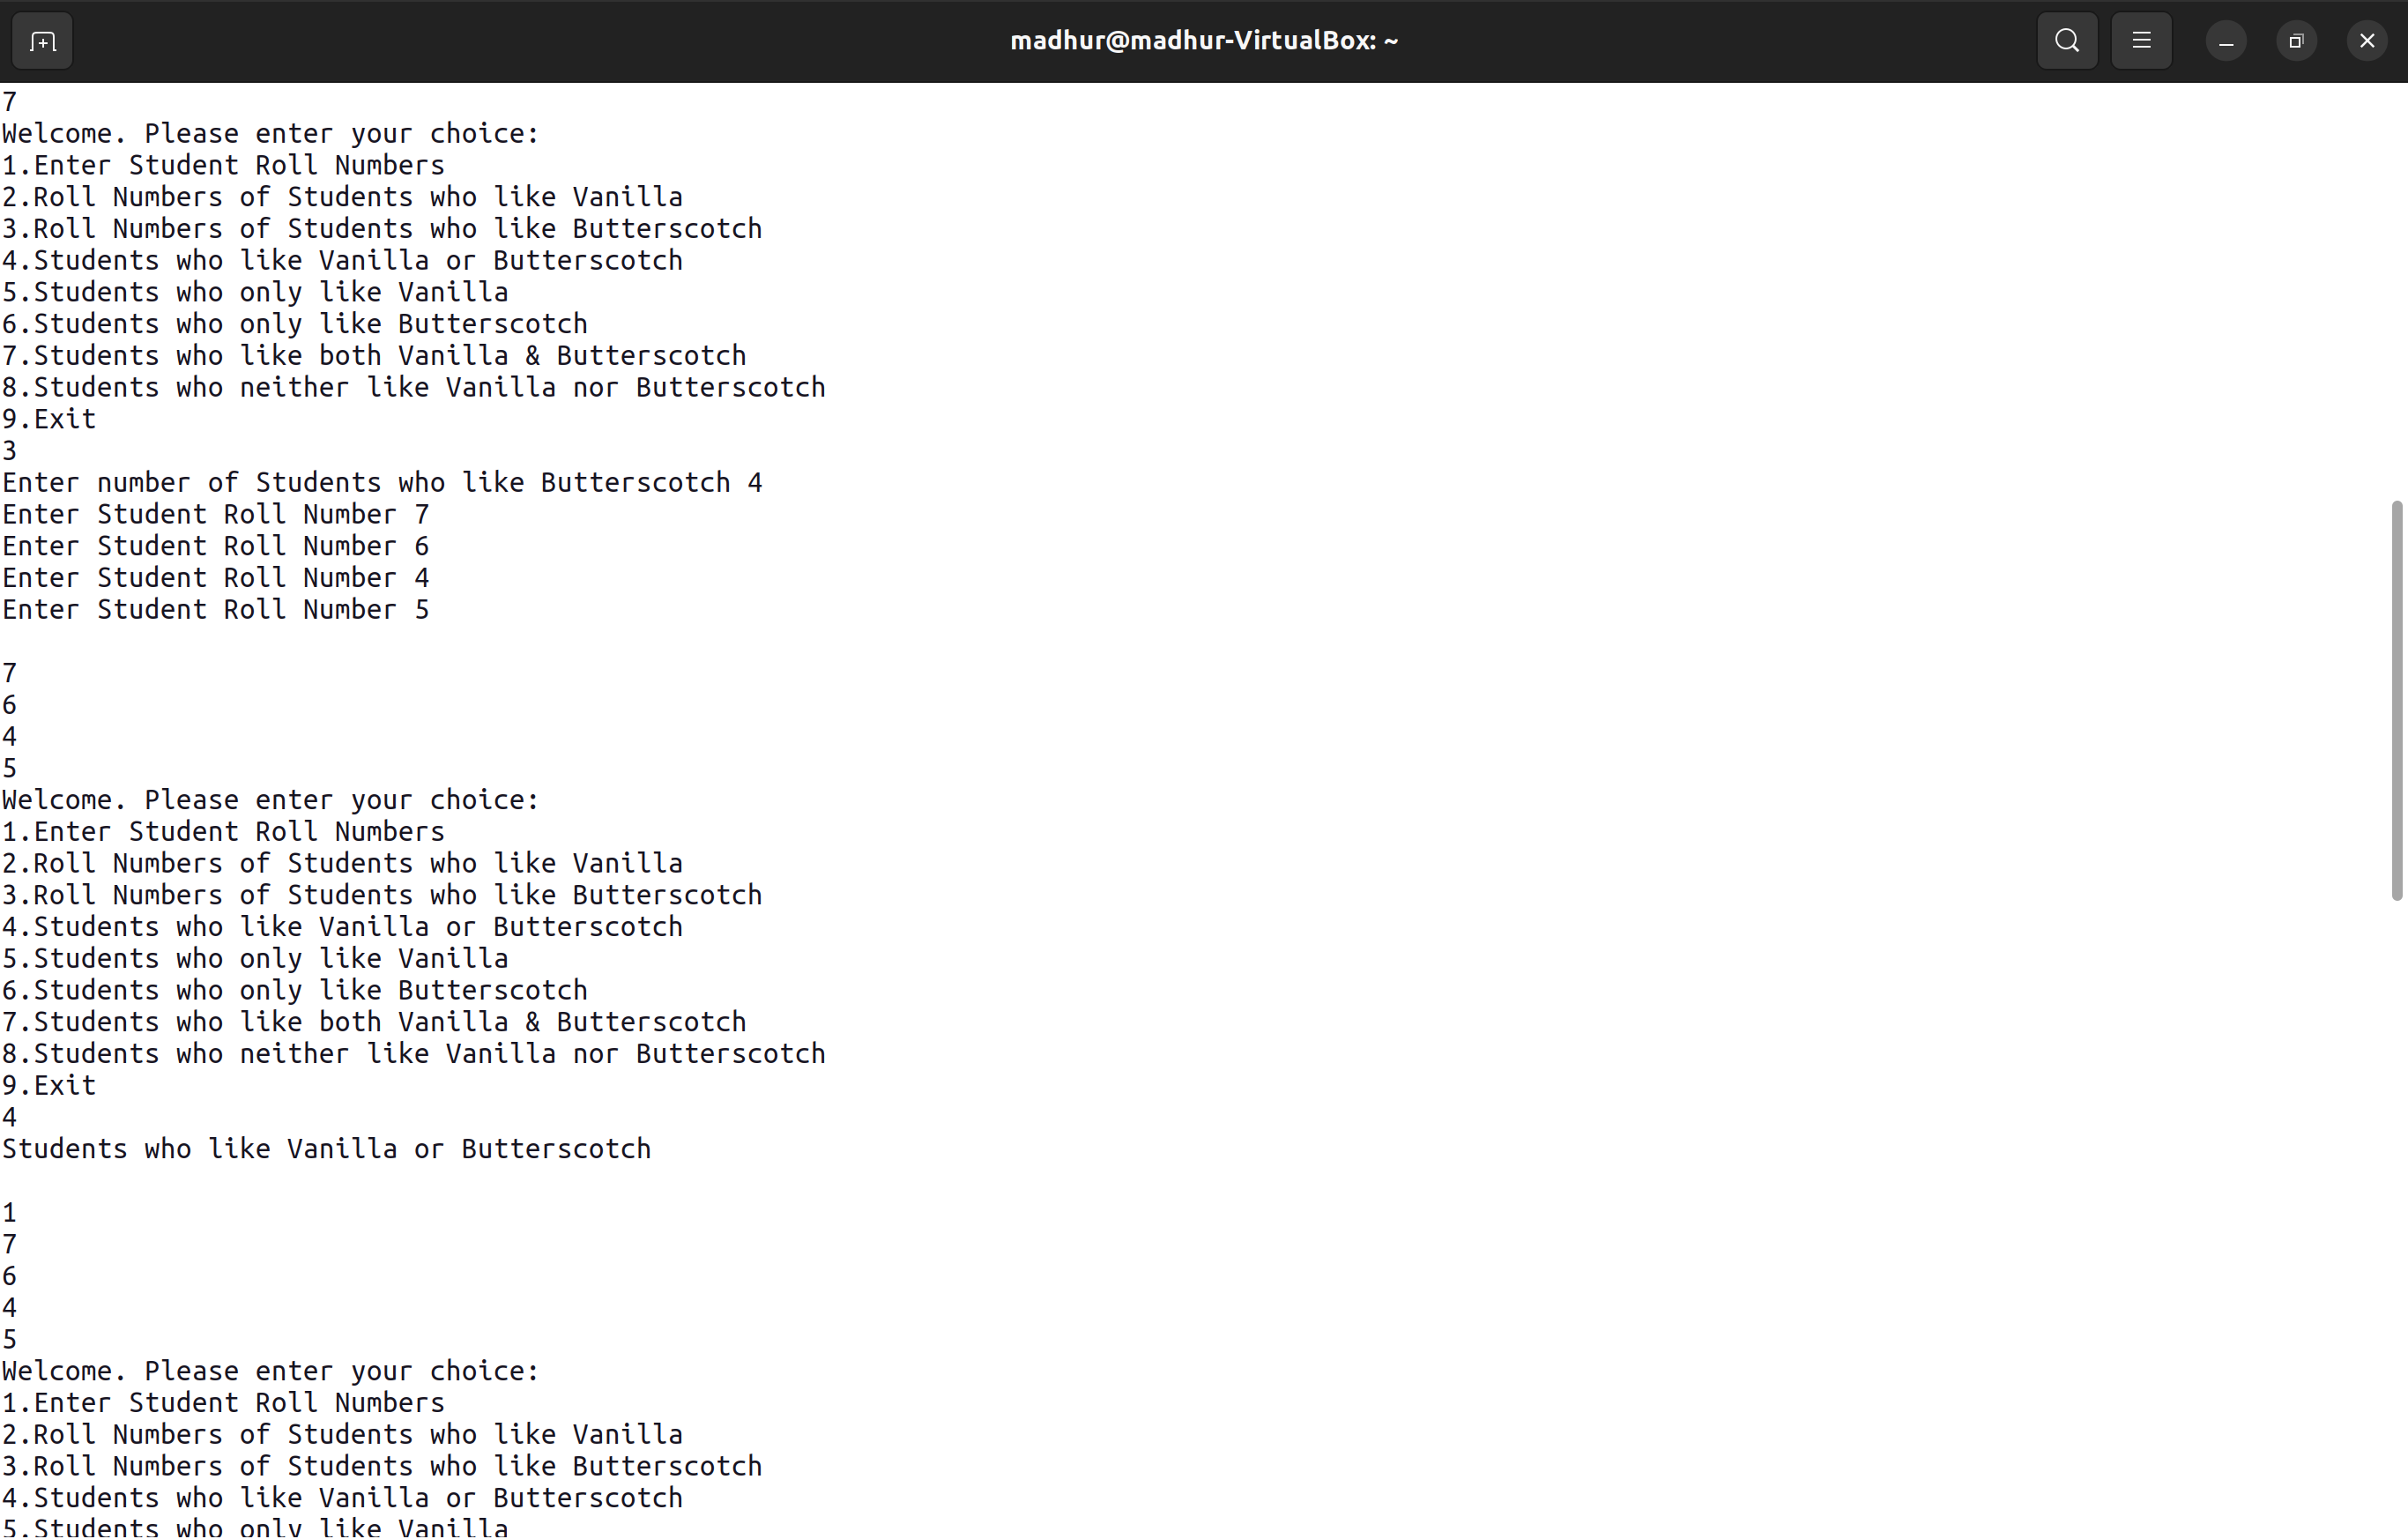 madhur@madhur-VirtualBox: ~
7
Welcome. Please enter your choice:
1.Enter Student Roll Numbers
2.Roll Numbers of Students who like Vanilla
3.Roll Numbers of Students who like Butterscotch
4.Students who like Vanilla or Butterscotch
5.Students who only like Vanilla
6.Students who only like Butterscotch
7.Students who like both Vanilla & Butterscotch
8.Students who neither like Vanilla nor Butterscotch
9.Exit
3
Enter number of Students who like Butterscotch 4
Enter Student Roll Number 7
Enter Student Roll Number 6
Enter Student Roll Number 4
Enter Student Roll Number 5

7
6
4
5
Welcome. Please enter your choice:
1.Enter Student Roll Numbers
2.Roll Numbers of Students who like Vanilla
3.Roll Numbers of Students who like Butterscotch
4.Students who like Vanilla or Butterscotch
5.Students who only like Vanilla
6.Students who only like Butterscotch
7.Students who like both Vanilla & Butterscotch
8.Students who neither like Vanilla nor Butterscotch
9.Exit
4
Students who like Vanilla or Butterscotch

1
7
6
4
5
Welcome. Please enter your choice:
1.Enter Student Roll Numbers
2.Roll Numbers of Students who like Vanilla
3.Roll Numbers of Students who like Butterscotch
4.Students who like Vanilla or Butterscotch
5.Students who only like Vanilla